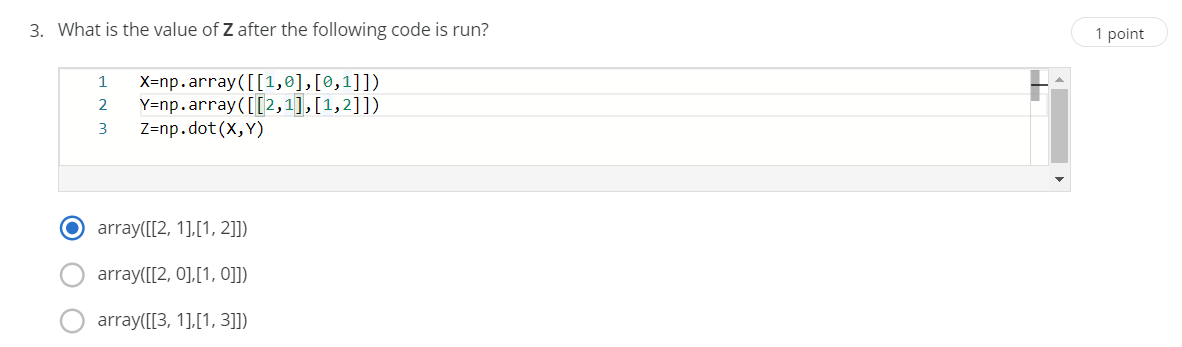 3. What is the value of Z after the following code is run?
1 point
1 X=np.array([[1,0],[0,1]])
2 Y=np.array([[2,1],[1,2]])
3 Z=np.dot(X,Y)
array([[2, 1],[1, 2]])
array([[2, 0],[1, 0]])
array([[3, 1],[1, 3]])